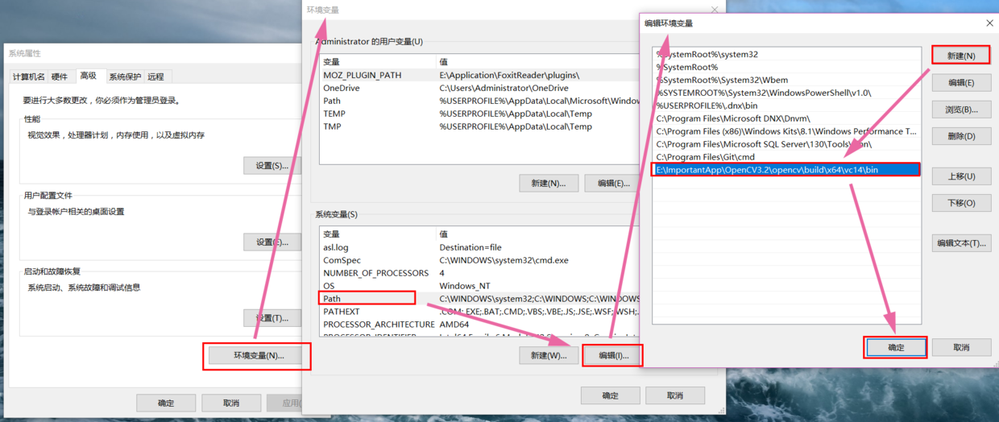 系统属性
计算机名 硬件 高级 系统保护 远程
要进行大多数更改，你必须作为管理员登录。
性能
视觉效果，处理器计划，内存使用，以及虚拟内存
设置(S)...
用户配置文件
与登录帐户相关的桌面设置
设置(E)...
启动和故障恢复
系统启动、系统故障和调试信息
设置(T)...
环境变量(N)...
确定 取消 应用(
环境变量
Administrator 的用户变量(U)
变量 值
MOZ_PLUGIN_PATH E:\Application\FoxitReader\plugins\
OneDrive C:\Users\Administrator\OneDrive
Path %USERPROFILE%\AppData\Local\Microsoft\Windows
TEMP %USERPROFILE%\AppData\Local\Temp
TMP %USERPROFILE%\AppData\Local\Temp
新建(N)... 编辑(E)...
系统变量(S)
变量 值
asl.log Destination=file
ComSpec C:\WINDOWS\system32\cmd.exe
NUMBER_OF_PROCESSORS 4
OS Windows_NT
Path C:\WINDOWS\system32;C:\WINDOWS;C:\WINDOWS
PATHEXT .COM;.EXE;.BAT;.CMD;.VBS;.VBE;.JS;.JSE;.WSF;.WSH;.
PROCESSOR_ARCHITECTURE AMD64
PROCESSOR_IDENTIFIER
新建(W)... 编辑(I)...
确定 取消
编辑环境变量
%SystemRoot%\system32
%SystemRoot%
%SystemRoot%\System32\Wbem
%SYSTEMROOT%\System32\WindowsPowerShell\v1.0\
%USERPROFILE%\.dnx\bin
C:\Program Files\Microsoft DNX\Dnvm\
C:\Program Files (x86)\Windows Kits\8.1\Windows Performance T...
C:\Program Files\Microsoft SQL Server\130\Tools\Binn\
C:\Program Files\Git\cmd
E:\ImportantApp\OpenCV3.2\opencv\build\x64\vc14\bin
新建(N)
编辑(E)
浏览(B)...
删除(D)
上移(U)
下移(O)
编辑文本(T)...
确定 取消